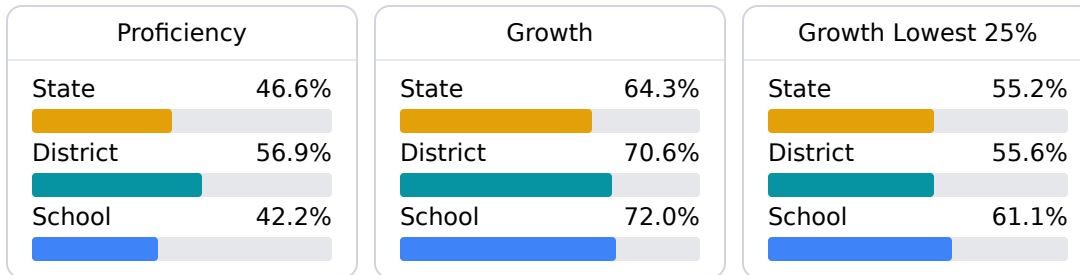 Proficiency
State 46.6%
District 56.9%
School 42.2%
Growth
State 64.3%
District 70.6%
School 72.0%
Growth Lowest 25%
State 55.2%
District 55.6%
School 61.1%